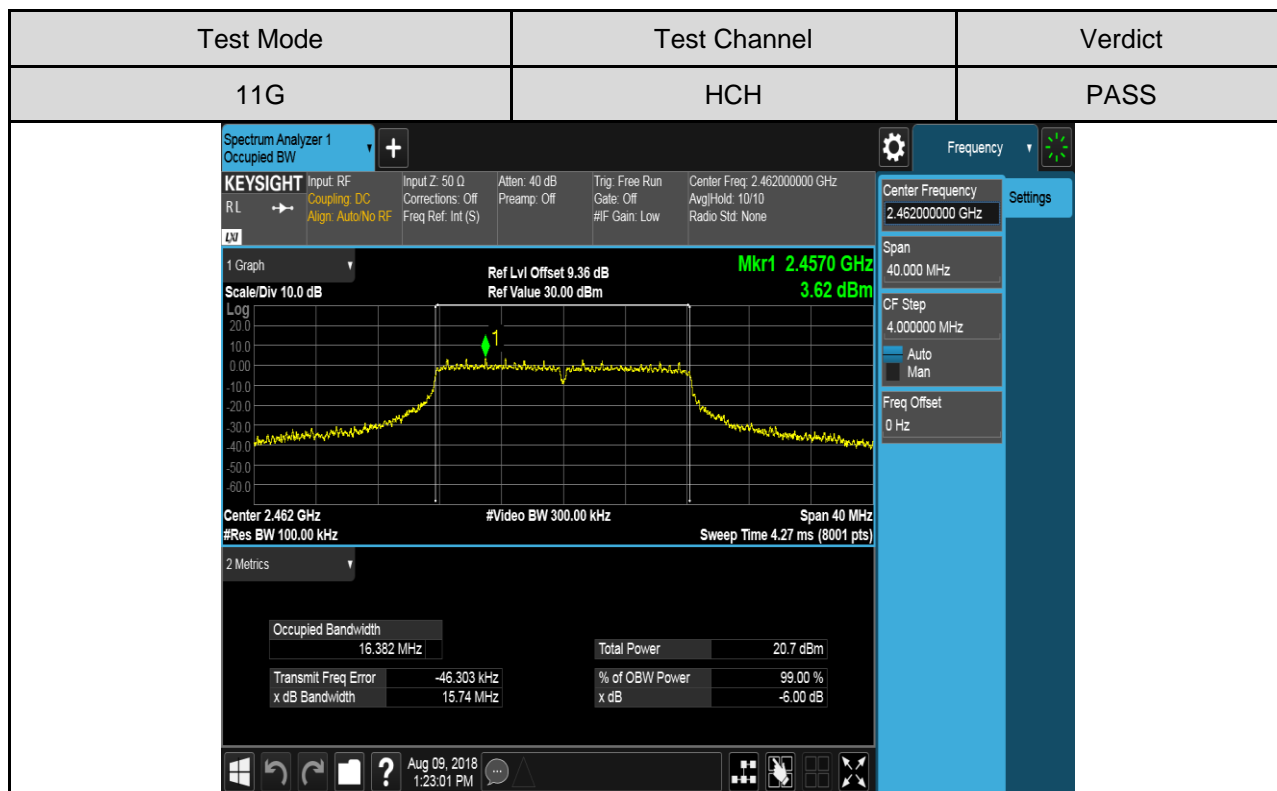 Test Mode Test Channel Verdict
11G HCH PASS
Spectrum Analyzer 1
Occupied BW
+
Frequency
KEYSIGHT
RL
LXI
Input: RF
Coupling: DC
Align: Auto/No RF
Input Z: 50 Ω
Corrections: Off
Freq Ref: Int (S)
Atten: 40 dB
Preamp: Off
Trig: Free Run
Gate: Off
#IF Gain: Low
Center Freq: 2.462000000 GHz
Avg|Hold: 10/10
Radio Std: None
Center Frequency
2.462000000 GHz
Settings
Span
40.000 MHz
CF Step
4.000000 MHz
Auto
Man
Freq Offset
0 Hz
1 Graph
Scale/Div 10.0 dB
Ref Lvl Offset 9.36 dB
Ref Value 30.00 dBm
Mkr1 2.4570 GHz
3.62 dBm
Log
20.0
10.0
0.00
-10.0
-20.0
-30.0
-40.0
-50.0
-60.0
1
Center 2.462 GHz #Video BW 300.00 kHz Span 40 MHz
#Res BW 100.00 kHz Sweep Time 4.27 ms (8001 pts)
2 Metrics
Occupied Bandwidth
16.382 MHz
Total Power 20.7 dBm
Transmit Freq Error -46.303 kHz % of OBW Power 99.00 %
x dB Bandwidth 15.74 MHz x dB -6.00 dB
?
Aug 09, 2018
1:23:01 PM